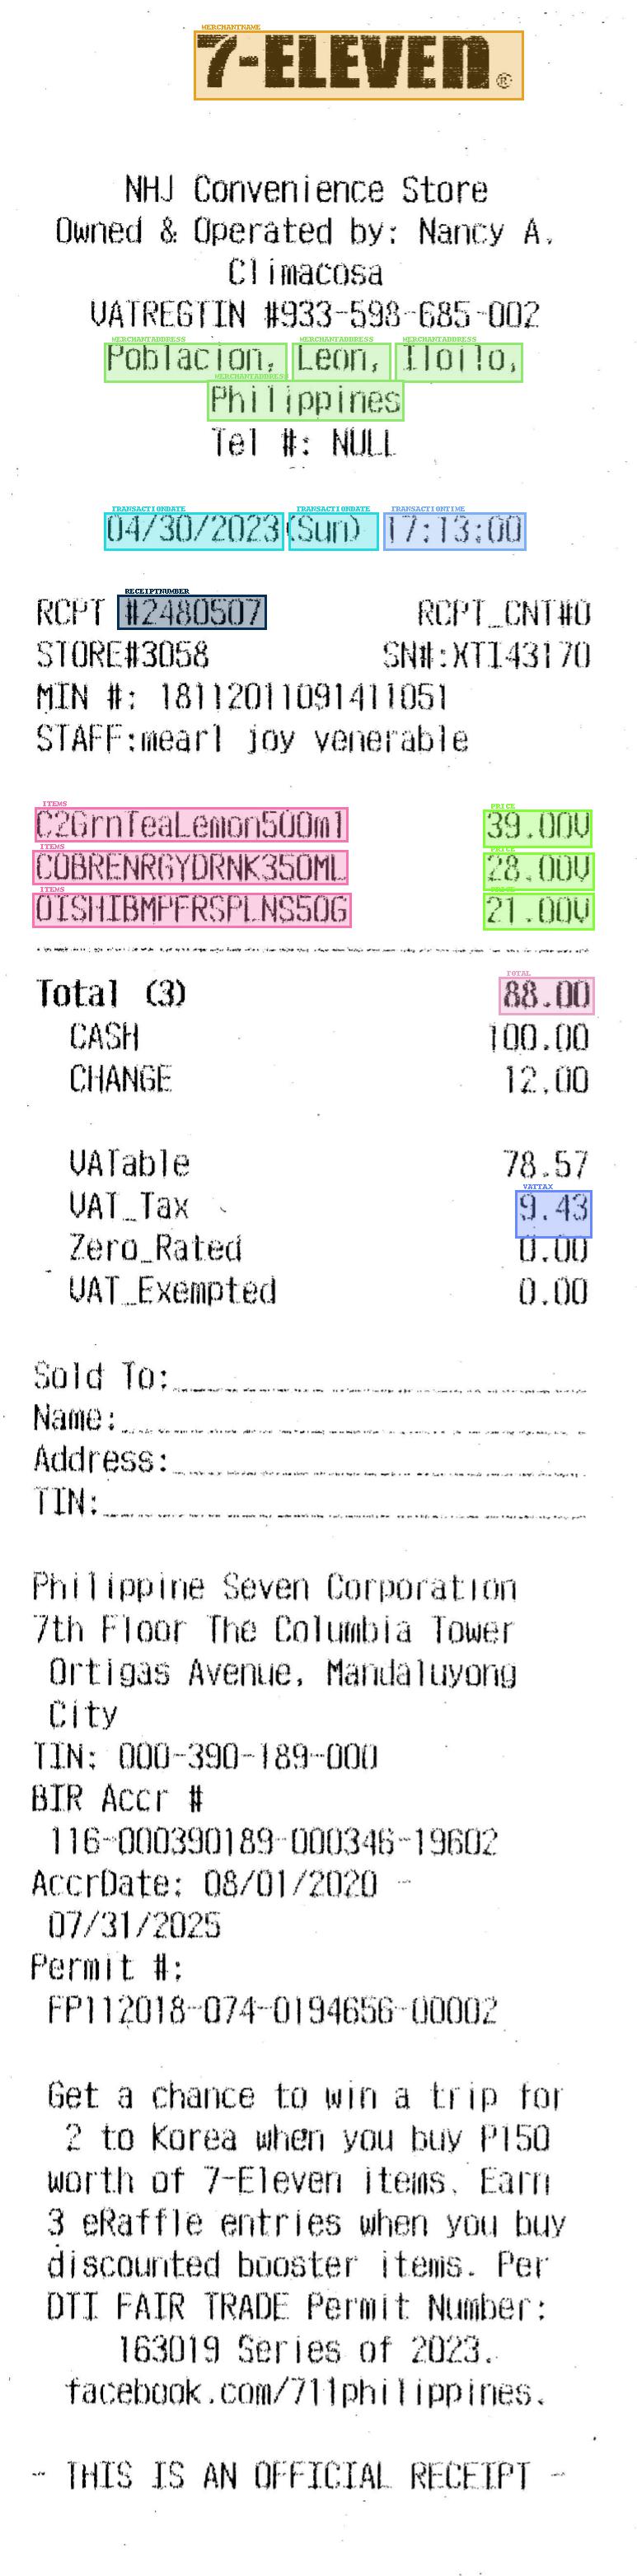 MERCHANTNAME
7-ELEVEN®
NHJ Convenience Store
Owned & Operated by: Nancy A.
Climacosa
VATREGTIN #933-598-685-002
MERCHANTADDRESS MERCHANTADDRESS MERCHANTADDRESS
Poblacion, Leon, Iloilo,
MERCHANTADDRESS
Philippines
Tel #: NULL
TRANSACTIONDATE TRANSACTIONDATE TRANSACTIONTIME
04/30/2023 (Sun) 17:13:00
RECEIPTNUMBER
RCPT #2480507 RCPT_CNT#0
STORE#3058 SN#:XTI43170
MIN #: 18112011091411051
STAFF:mearl joy venerable
ITEMS PRICE
C2GrnTeaLemon500ml 39.00V
ITEMS PRICE
COBRENRGYDRNK350ML 28.00V
ITEMS PRICE
OISHIBMPFRSPLNS50G 21.00V
TOTAL
Total (3) 88.00
CASH 100.00
CHANGE 12.00
VATable 78.57
VATTAX
VAT_Tax 9.43
Zero_Rated 0.00
VAT_Exempted 0.00
Sold To:
Name:
Address:
TIN:
Philippine Seven Corporation
7th Floor The Columbia Tower
Ortigas Avenue, Mandaluyong
City
TIN: 000-390-189-000
BIR Accr #
116-000390189-000346-19602
AccrDate: 08/01/2020 -
07/31/2025
Permit #:
FP112018-074-0194656-00002
Get a chance to win a trip for
2 to Korea when you buy P150
worth of 7-Eleven items. Earn
3 eRaffle entries when you buy
discounted booster items. Per
DTI FAIR TRADE Permit Number:
163019 Series of 2023.
facebook.com/711philippines.
- THIS IS AN OFFICIAL RECEIPT -